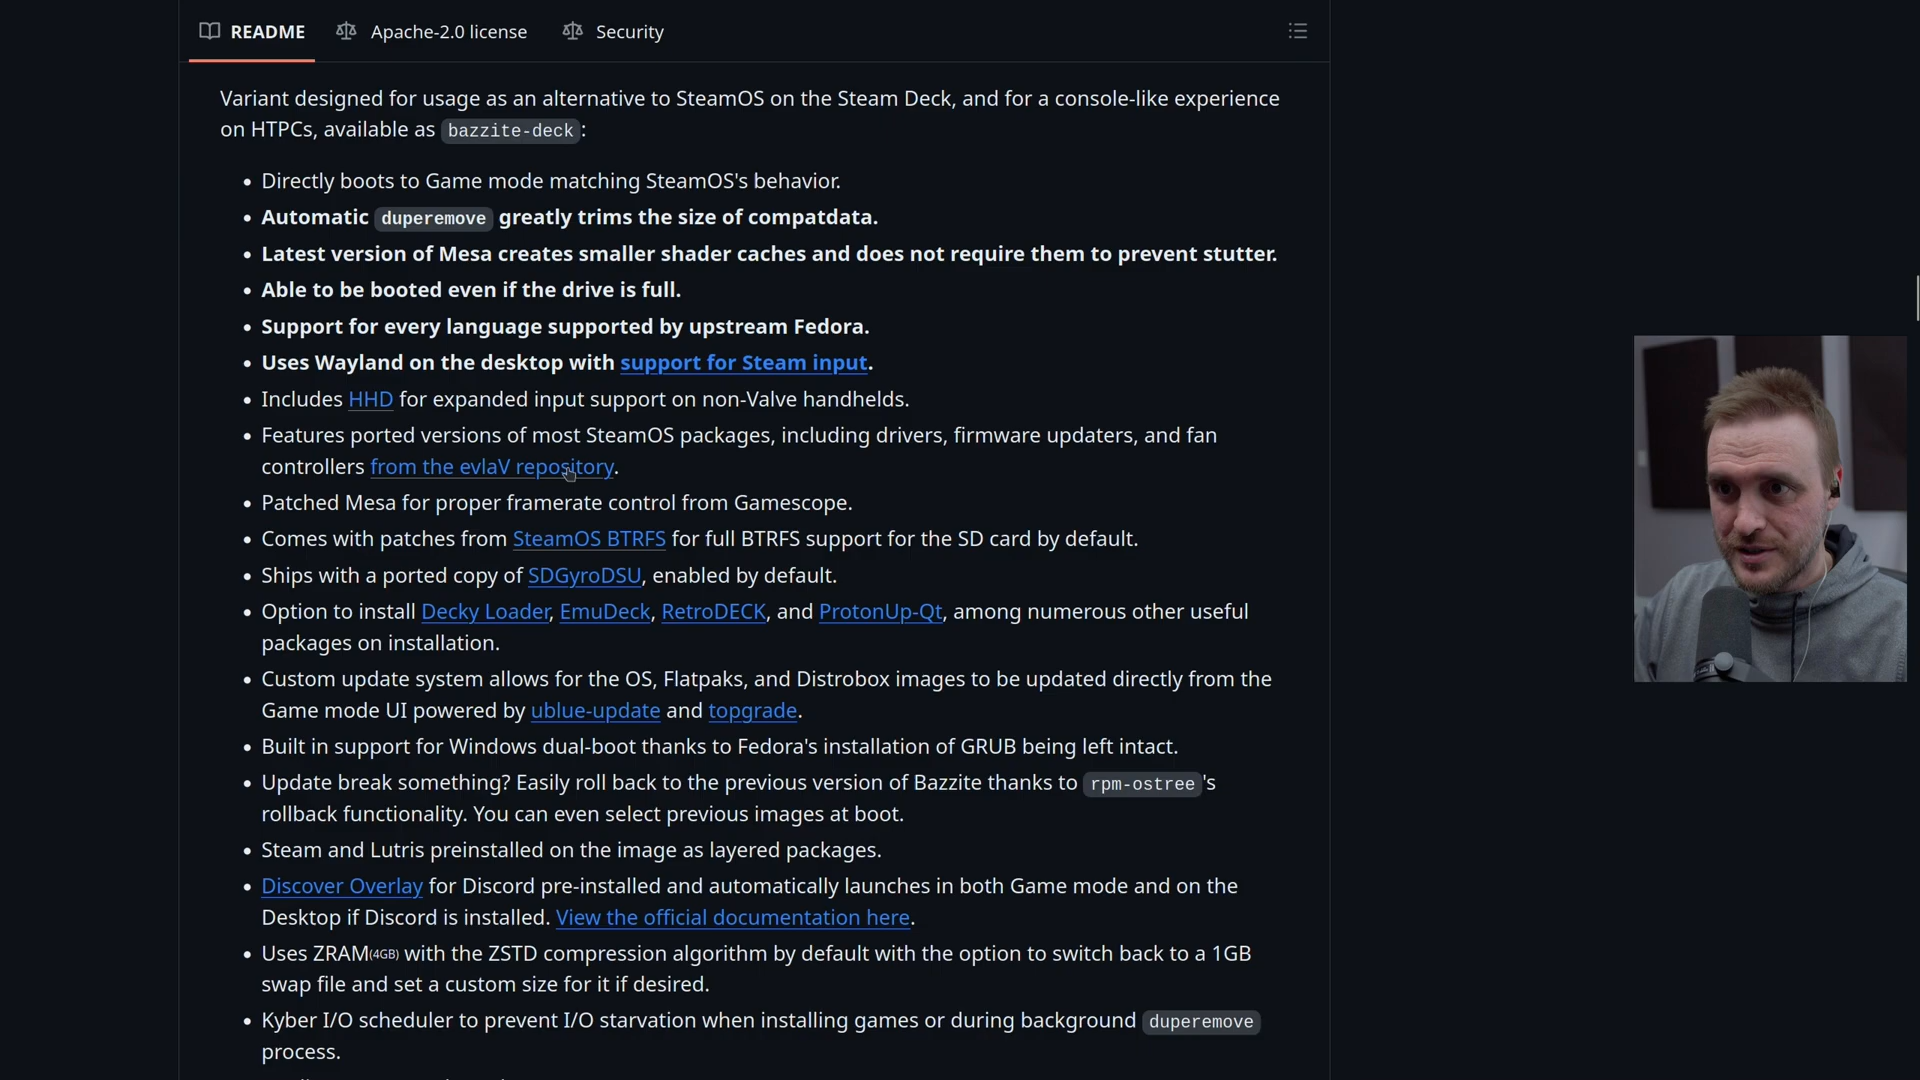 README Apache-2.0 license Security
Variant designed for usage as an alternative to SteamOS on the Steam Deck, and for a console-like experience
on HTPCs, available as bazzite-deck:
Directly boots to Game mode matching SteamOS's behavior.
Automatic duperemove greatly trims the size of compatdata.
Latest version of Mesa creates smaller shader caches and does not require them to prevent stutter.
Able to be booted even if the drive is full.
Support for every language supported by upstream Fedora.
Uses Wayland on the desktop with support for Steam input.
Includes HHD for expanded input support on non-Valve handhelds.
Features ported versions of most SteamOS packages, including drivers, firmware updaters, and fan
controllers from the evlaV repository.
Patched Mesa for proper framerate control from Gamescope.
Comes with patches from SteamOS BTRFS for full BTRFS support for the SD card by default.
Ships with a ported copy of SDGyroDSU, enabled by default.
Option to install Decky Loader, EmuDeck, RetroDECK, and ProtonUp-Qt, among numerous other useful
packages on installation.
Custom update system allows for the OS, Flatpaks, and Distrobox images to be updated directly from the
Game mode UI powered by ublue-update and topgrade.
Built in support for Windows dual-boot thanks to Fedora's installation of GRUB being left intact.
Update break something? Easily roll back to the previous version of Bazzite thanks to rpm-ostree's
rollback functionality. You can even select previous images at boot.
Steam and Lutris preinstalled on the image as layered packages.
Discover Overlay for Discord pre-installed and automatically launches in both Game mode and on the
Desktop if Discord is installed. View the official documentation here.
Uses ZRAM(4GB) with the ZSTD compression algorithm by default with the option to switch back to a 1GB
swap file and set a custom size for it if desired.
Kyber I/O scheduler to prevent I/O starvation when installing games or during background duperemove
process.